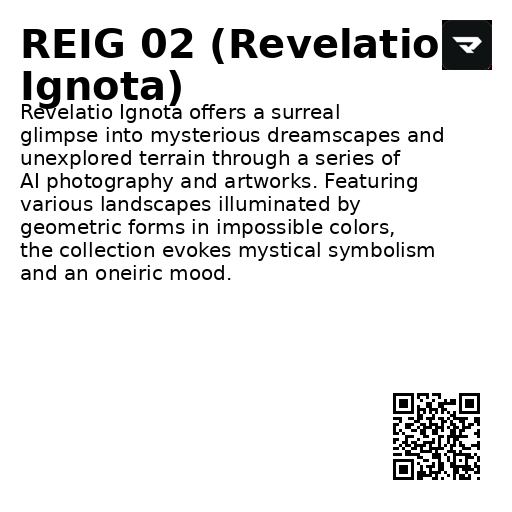 REIG 02 (Revelatio
Ignota)
Revelatio Ignota offers a surreal
glimpse into mysterious dreamscapes and
unexplored terrain through a series of
AI photography and artworks. Featuring
various landscapes illuminated by
geometric forms in impossible colors,
the collection evokes mystical symbolism
and an oneiric mood.